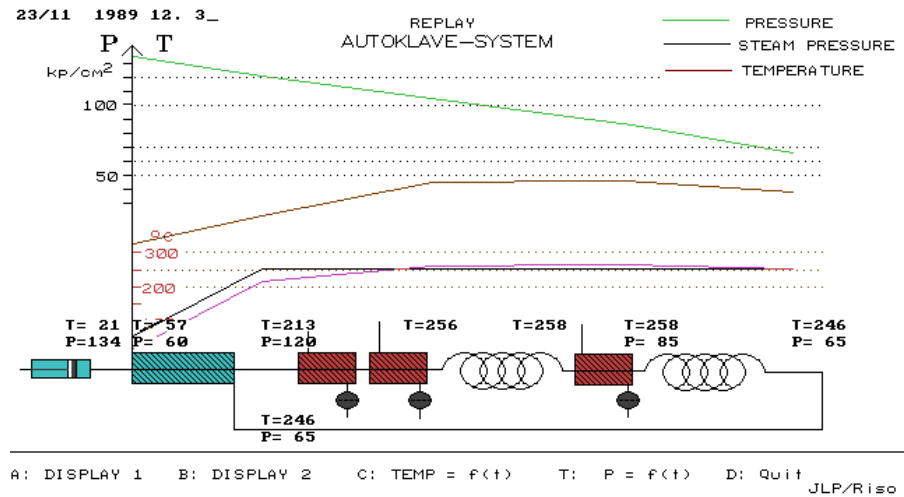 23/11 1989 12. 3_
REPLAY
AUTOKLAVE-SYSTEM
PRESSURE
STEAM PRESSURE
TEMPERATURE
P T
kp/cm²
100
50
ºc
300
200
T= 21 T= 57 T=213 T=256 T=258 T=258 T=246
P=134 P= 60 P=120 P= 85 P= 65
T=246
P= 65
A: DISPLAY 1 B: DISPLAY 2 C: TEMP = f(t) T: P = f(t) D: Quit
JLP/Riso